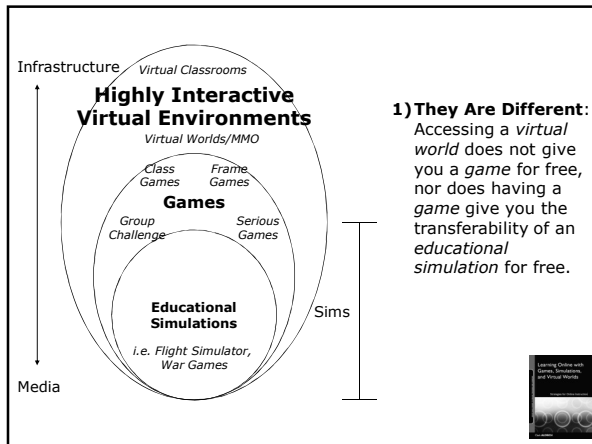 Infrastructure
Virtual Classrooms
Highly Interactive
Virtual Environments
Virtual Worlds/MMO
Class Games
Frame Games
Games
Group Challenge
Serious Games
Educational
Simulations
i.e. Flight Simulator,
War Games
Sims
Media
1) They Are Different:
Accessing a virtual
world does not give
you a game for free,
nor does having a
game give you the
transferability of an
educational
simulation for free.
Learning Online with
Games, Simulations,
and Virtual Worlds